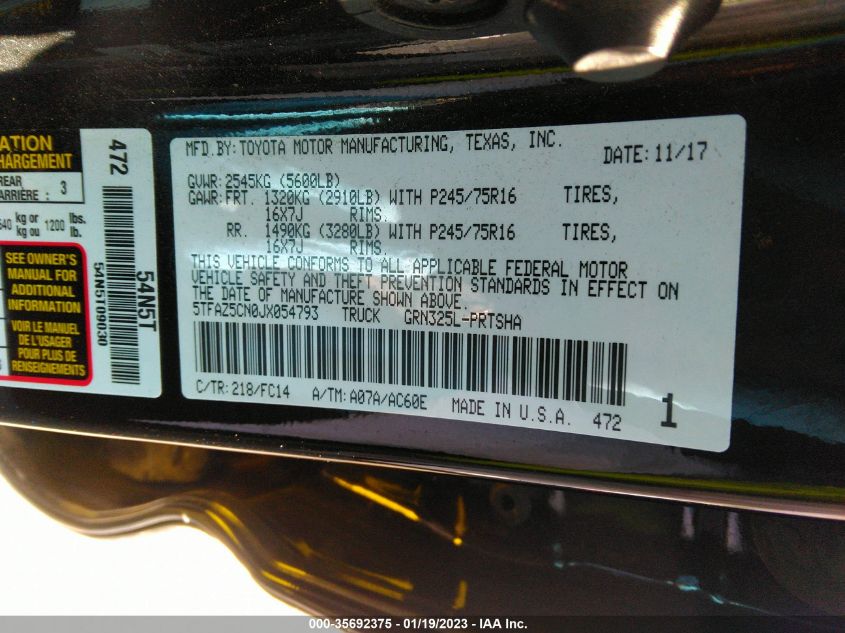 ATION
HARGEMENT
REAR
ARRIÈRE 3
640 kg or kg ou 1200 lbs. lb.
SEE OWNER'S
MANUAL FOR
ADDITIONAL
INFORMATION
VOIR LE MANUEL
DE L'USAGER
POUR PLUS DE
RENSEIGNEMENTS
472
54N5T09030
54N5T
MFD.BY:TOYOTA MOTOR MANUFACTURING, TEXAS, INC. DATE:11/17
GVWR:2545KG (5600LB)
GAWR:FRT. 1320KG (2910LB) WITH P245/75R16 TIRES,
16X7J RIMS.
RR. 1490KG (3280LB) WITH P245/75R16 TIRES,
16X7J RIMS.
THIS VEHICLE CONFORMS TO ALL APPLICABLE FEDERAL MOTOR
VEHICLE SAFETY AND THEFT PREVENTION STANDARDS IN EFFECT ON
THE DATE OF MANUFACTURE SHOWN ABOVE.
5TFAZ5CN0JX054793 TRUCK GRN325L-PRTSHA
C/TR:218/FC14 A/TM:A07A/AC60E MADE IN U.S.A. 472 1
000-35692375 - 01/19/2023 - IAA Inc.